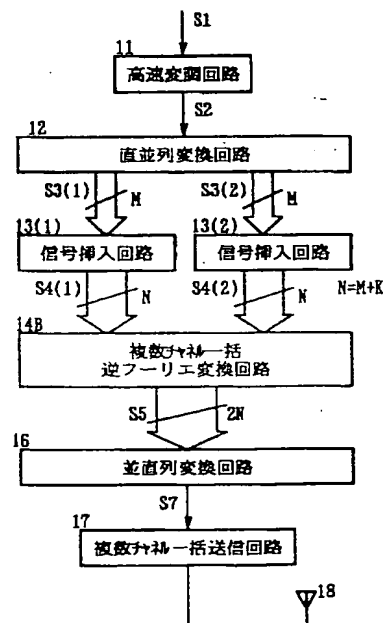 S1
11
高速変調回路
S2
12
直並列変換回路
S3(1) M S3(2) M
13(1) 13(2)
信号挿入回路 信号挿入回路
S4(1) N S4(2) N N=M+K
14B
複数チャネル一括
逆フーリエ変換回路
S5 2N
16
並直列変換回路
S7
17
複数チャネル一括送信回路
18